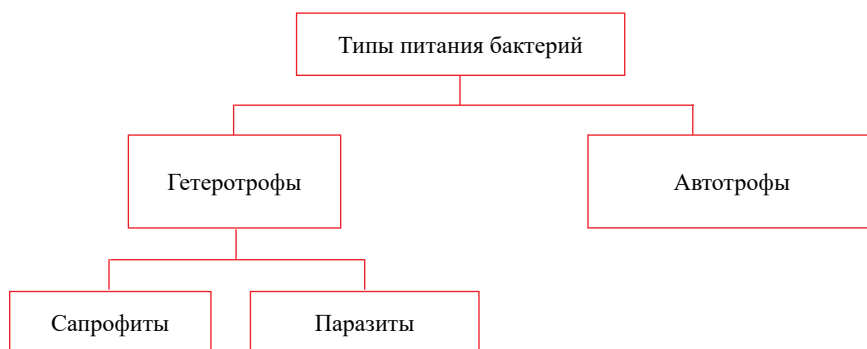 Типы питания бактерий
Гетеротрофы
Автотрофы
Сапрофиты
Паразиты